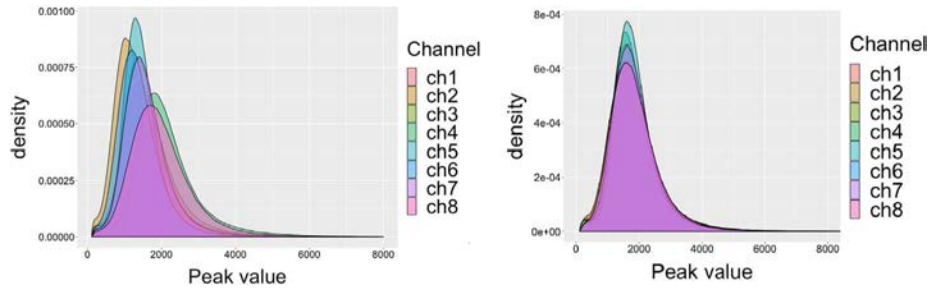 0.00100
0.00075
0.00050
0.00025
0.00000
density
0
2000
4000
6000
8000
Peak value
Channel
ch1
ch2
ch3
ch4
ch5
ch6
ch7
ch8
8e-04
6e-04
4e-04
2e-04
0e+00
density
0
2000
4000
6000
8000
Peak value
Channel
ch1
ch2
ch3
ch4
ch5
ch6
ch7
ch8